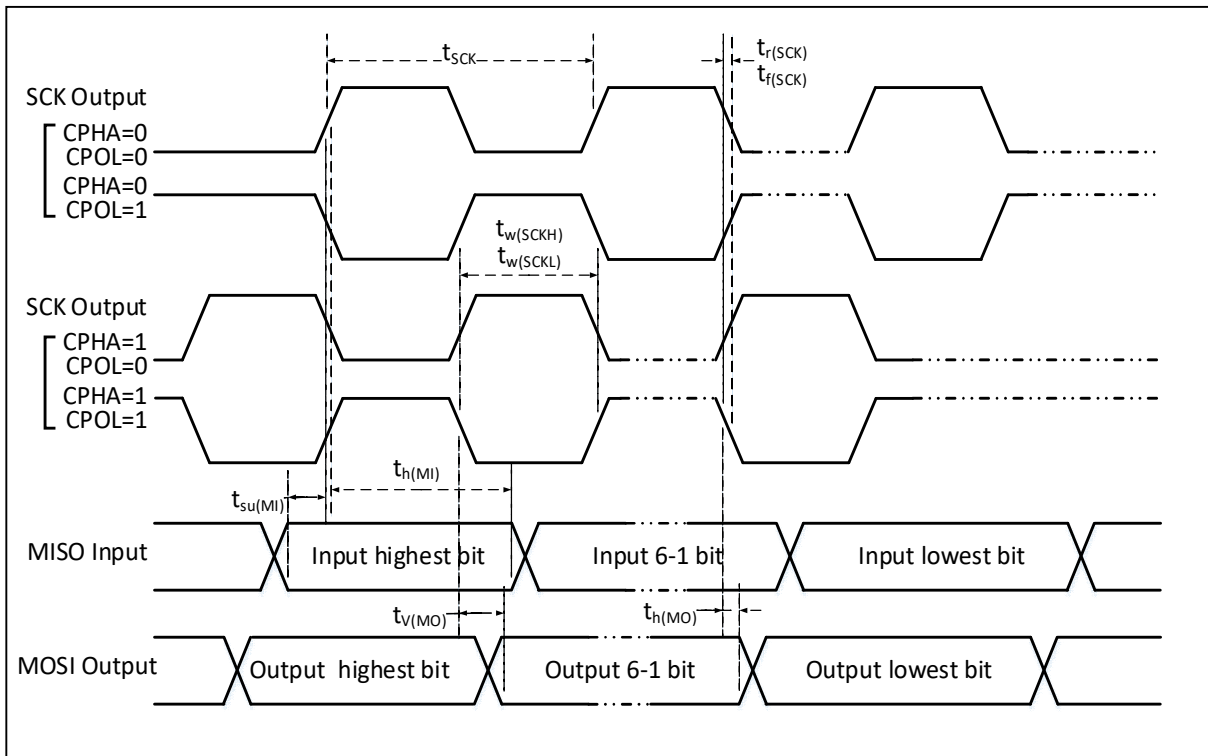 tSCK
tr(SCK)
tf(SCK)
SCK Output
CPHA=0
CPOL=0
CPHA=0
CPOL=1
tw(SCKH)
tw(SCKL)
SCK Output
CPHA=1
CPOL=0
CPHA=1
CPOL=1
tsu(MI)
th(MI)
MISO Input
Input highest bit
Input 6-1 bit
Input lowest bit
tV(MO)
th(MO)
MOSI Output
Output highest bit
Output 6-1 bit
Output lowest bit